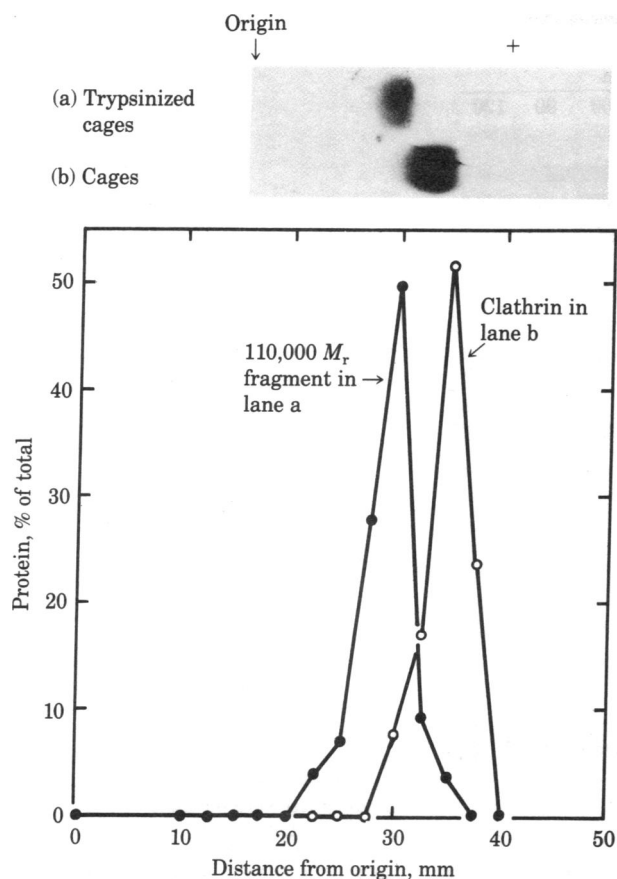 Origin
↓
+
(a) Trypsinized
cages
(b) Cages
50
40
30
20
10
0
Protein, % of total
110,000 Mr
fragment in →
lane a
Clathrin in
lane b
0 10 20 30 40 50
Distance from origin, mm